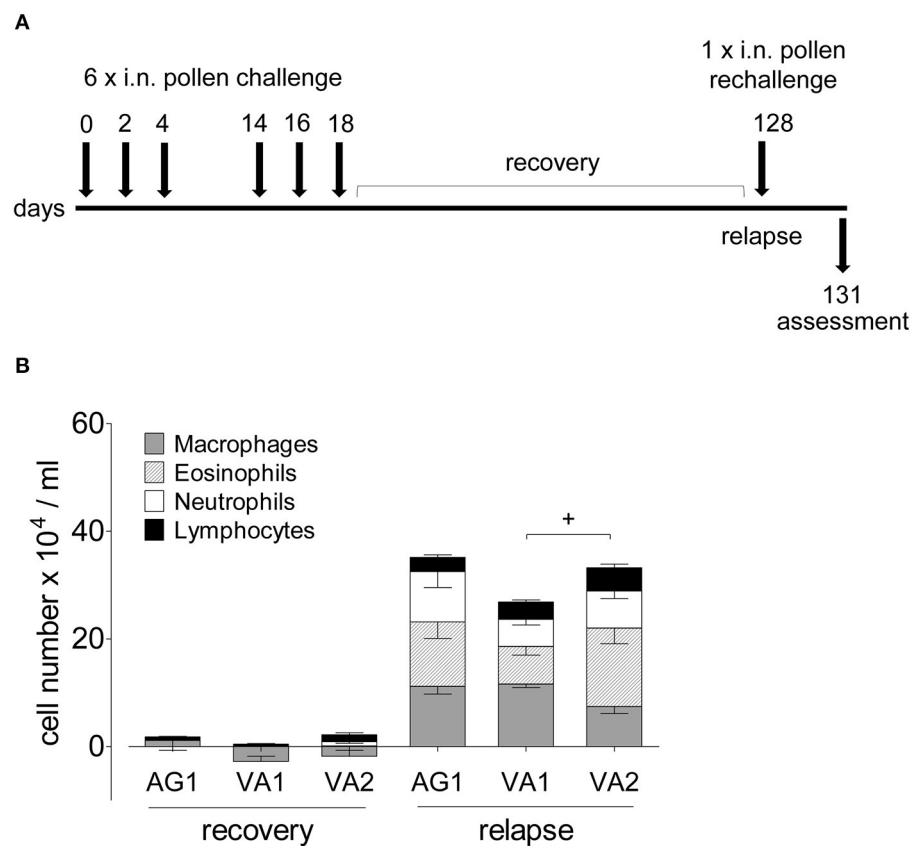 A
6 x i.n. pollen challenge
1 x i.n. pollen
rechallenge
0 2 4 14 16 18 128
recovery
days
relapse
131
assessment
B
cell number x 10⁴ / ml
60
40
20
0
Macrophages
Eosinophils
Neutrophils
Lymphocytes
+
AG1 VA1 VA2 AG1 VA1 VA2
recovery relapse